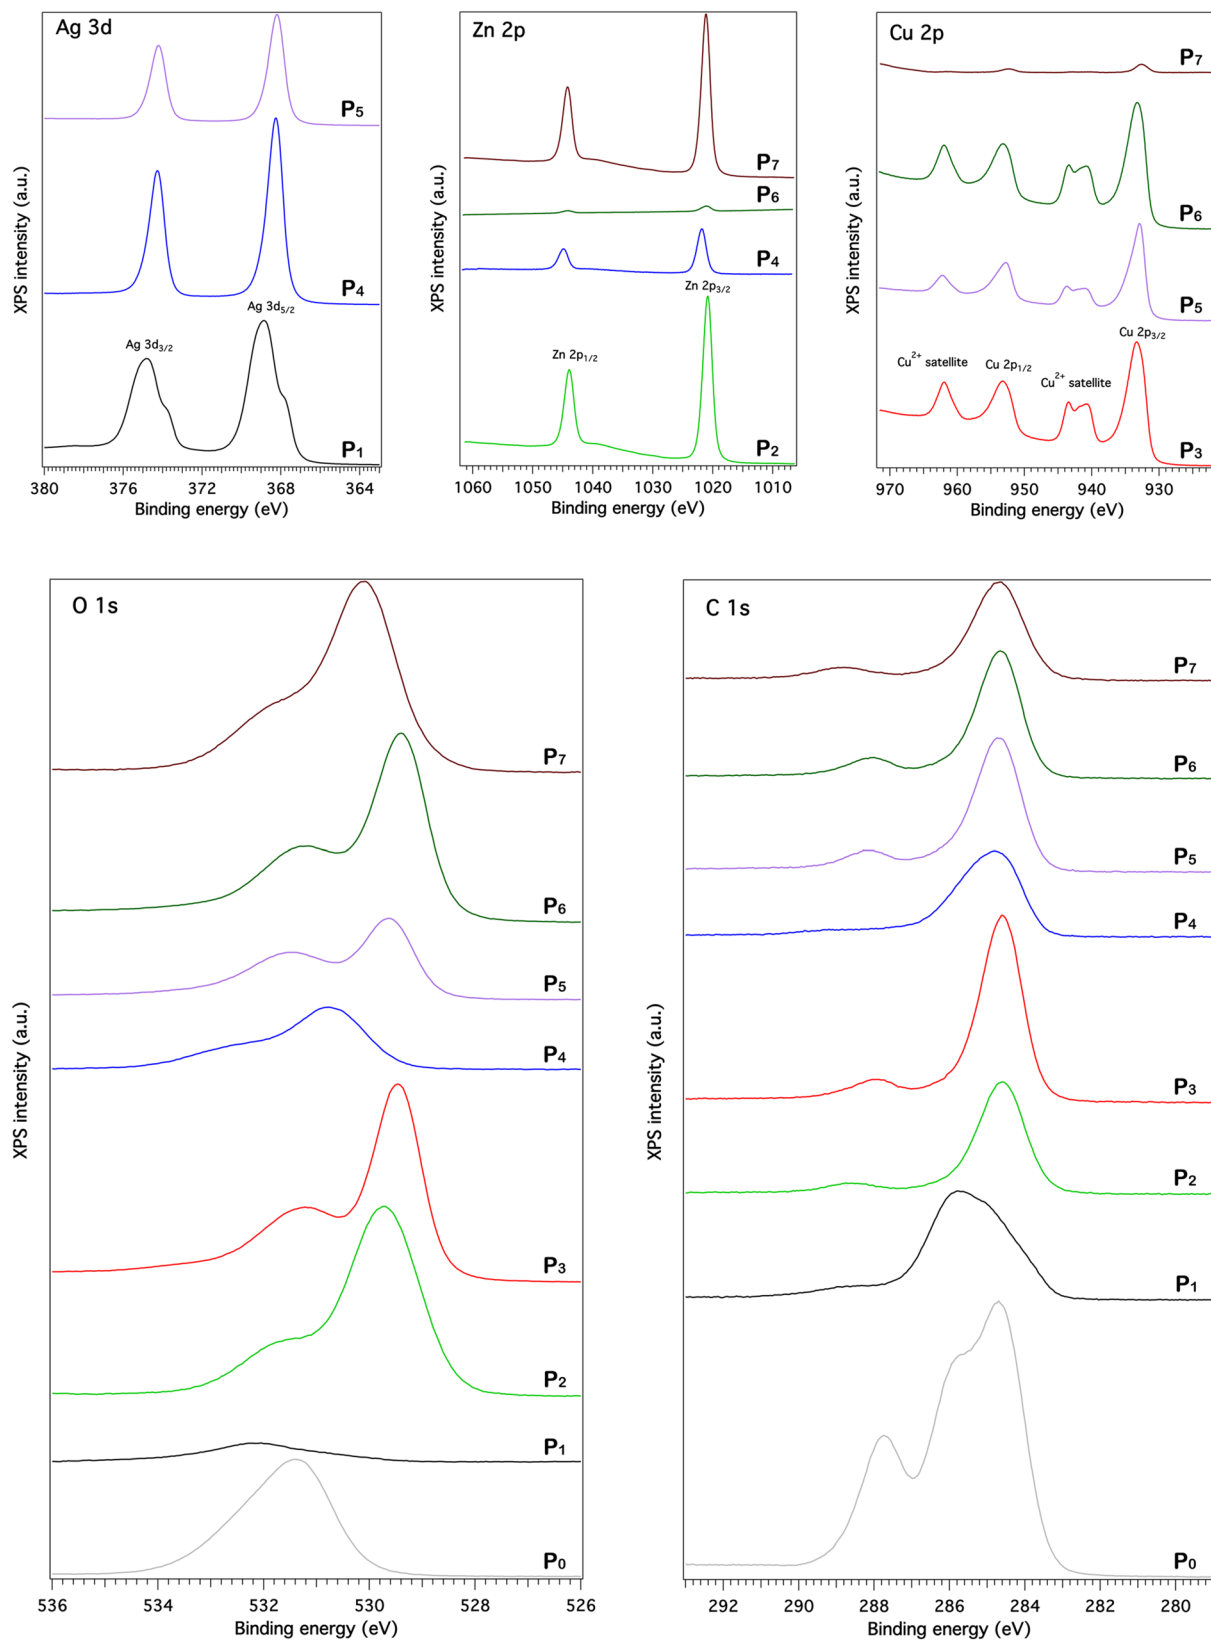 Ag 3d
P5
P4
Ag 3d5/2
Ag 3d3/2
P1
XPS intensity (a.u.)
380 376 372 368 364
Binding energy (eV)
Zn 2p
P7
P6
P4
Zn 2p3/2
Zn 2p1/2
P2
XPS intensity (a.u.)
1060 1050 1040 1030 1020 1010
Binding energy (eV)
Cu 2p
P7
P6
P5
Cu 2p3/2
Cu2+ satellite Cu 2p1/2
Cu2+ satellite
P3
XPS intensity (a.u.)
970 960 950 940 930
Binding energy (eV)
O 1s
P7
P6
P5
P4
P3
P2
P1
P0
XPS intensity (a.u.)
536 534 532 530 528 526
Binding energy (eV)
C 1s
P7
P6
P5
P4
P3
P2
P1
P0
XPS intensity (a.u.)
292 290 288 286 284 282 280
Binding energy (eV)